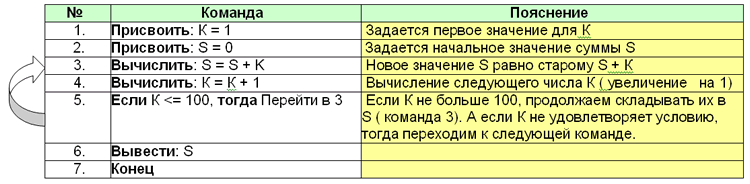 № Команда Пояснение
1. Присвоить: К = 1 Задается первое значение для К
2. Присвоить: S = 0 Задается начальное значение суммы S
3. Вычислить: S = S + K Новое значение S равно старому S + К
4. Вычислить: К = К + 1 Вычисление следующего числа К ( увеличение на 1)
5. Если К <= 100, тогда Перейти в 3 Если К не больше 100, продолжаем складывать их в
S ( команда 3). А если К не удовлетворяет условию,
тогда переходим к следующей команде.
6. Вывести: S
7. Конец